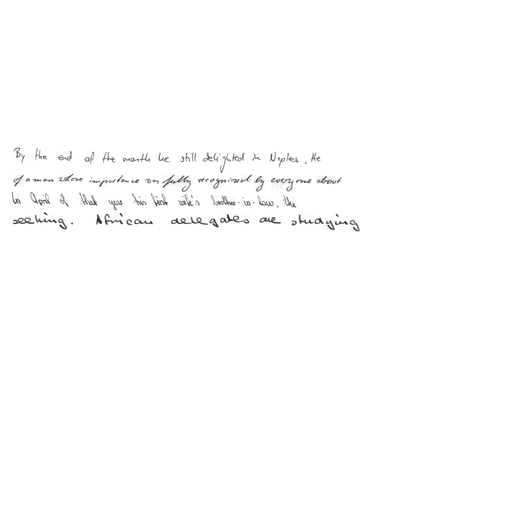 By the end of the month he still delighted in Naples. He
of a man whose importance was fully recognized by everyone about
In April of that year his first wife's brother-in-law, the
seeking. African delegates are studying